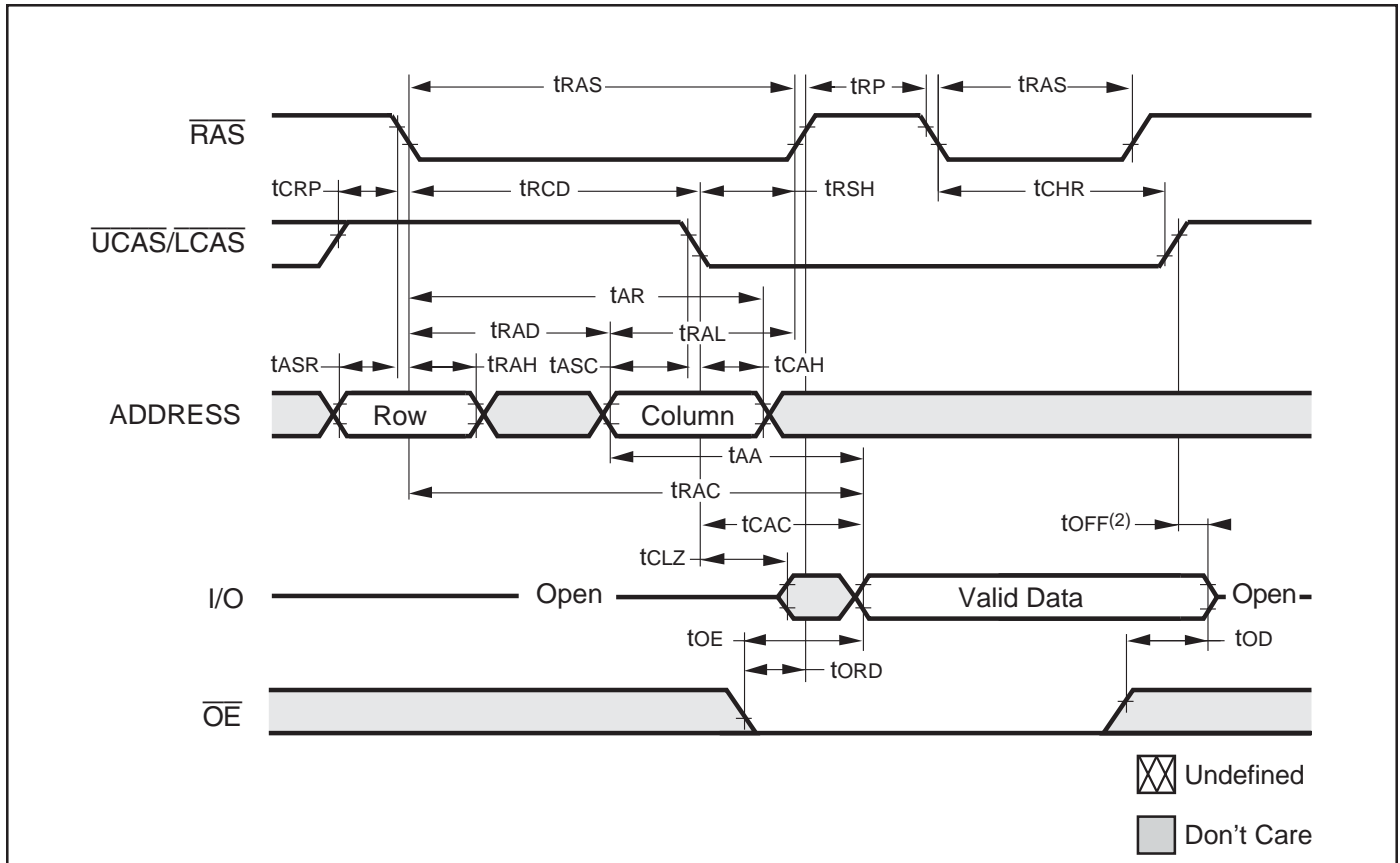 tRAS tRP tRAS
RAS
tCRP tRCD tRSH tCHR
UCAS/LCAS
tAR
tRAD tRAL
tASR tRAH tASC tCAH
ADDRESS Row Column
tAA
tRAC
tCAC tOFF(2)
tCLZ
I/O Open Valid Data Open
tOE tOD
tORD
OE
Undefined
Don't Care